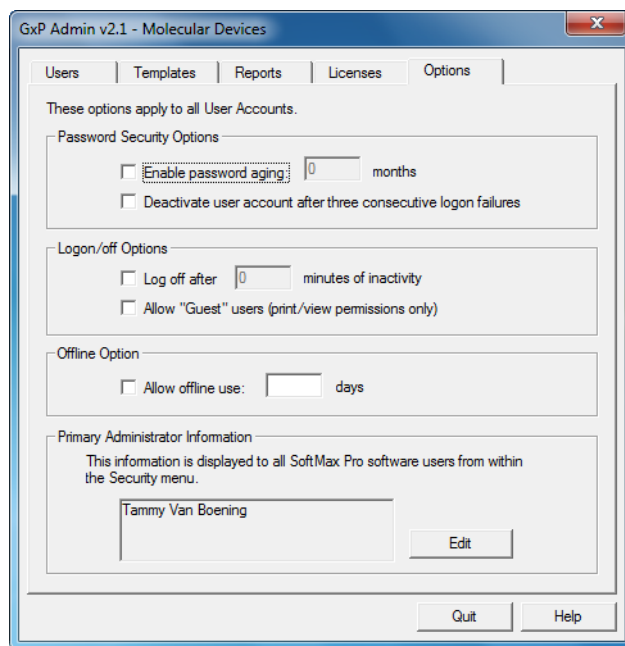 GxP Admin v2.1 - Molecular Devices
Users Templates Reports Licenses Options
These options apply to all User Accounts.
Password Security Options
Enable password aging: 0 months
Deactivate user account after three consecutive logon failures
Logon/off Options
Log off after 0 minutes of inactivity
Allow "Guest" users (print/view permissions only)
Offline Option
Allow offline use: days
Primary Administrator Information
This information is displayed to all SoftMax Pro software users from within
the Security menu.
Tammy Van Boening
Edit
Quit Help